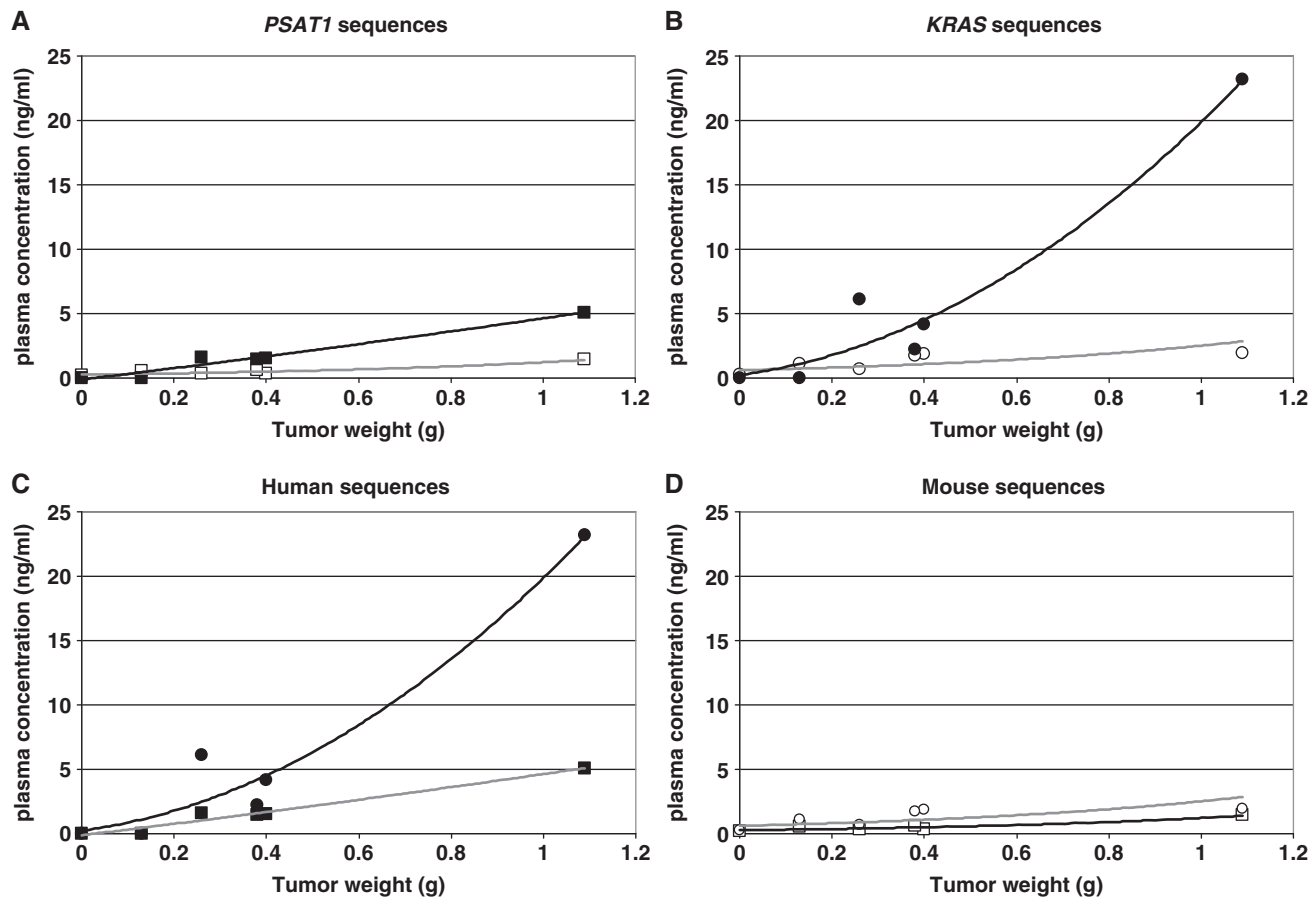 A
PSAT1 sequences
25
20
15
10
5
0
plasma concentration (ng/ml)
0 0.2 0.4 0.6 0.8 1 1.2
Tumor weight (g)
B
KRAS sequences
25
20
15
10
5
0
plasma concentration (ng/ml)
0 0.2 0.4 0.6 0.8 1 1.2
Tumor weight (g)
C
Human sequences
25
20
15
10
5
0
plasma concentration (ng/ml)
0 0.2 0.4 0.6 0.8 1 1.2
Tumor weight (g)
D
Mouse sequences
25
20
15
10
5
0
plasma concentration (ng/ml)
0 0.2 0.4 0.6 0.8 1 1.2
Tumor weight (g)